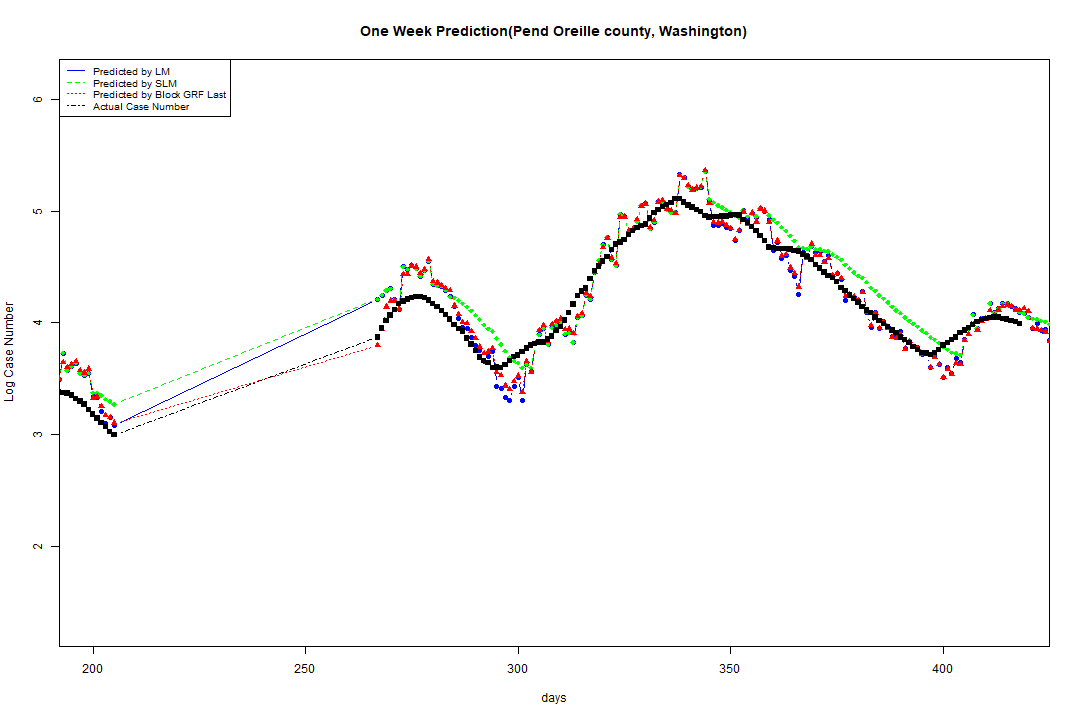 One Week Prediction(Pend Oreille county, Washington)
Predicted by LM
Predicted by SLM
Predicted by Block GRF Last
Actual Case Number
6
5
4
3
2
Log Case Number
200
250
300
350
400
days